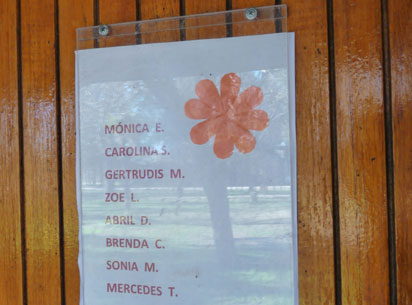 MÓNICA E.
CAROLINA S.
GERTRUDIS M.
ZOE L.
ABRIL D.
BRENDA C.
SONIA M.
MERCEDES T.